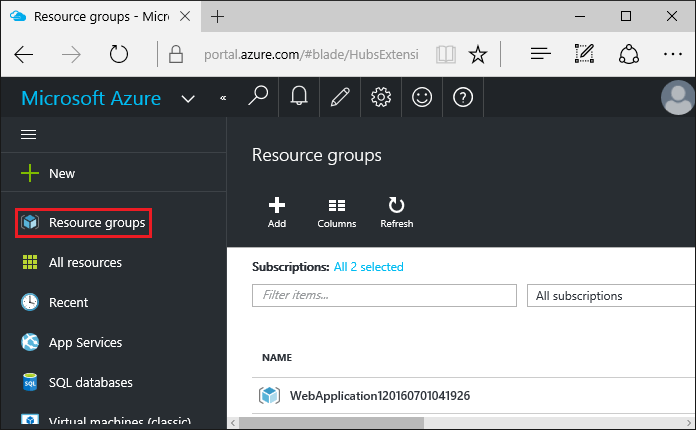 Resource groups - Micro
portal.azure.com/#blade/HubsExtensi
Microsoft Azure
Resource groups
Add
Columns
Refresh
New
Resource groups
All resources
Recent
App Services
SQL databases
Virtual machines (classic)
Subscriptions: All 2 selected
Filter items...
All subscriptions
NAME
WebApplication120160701041926